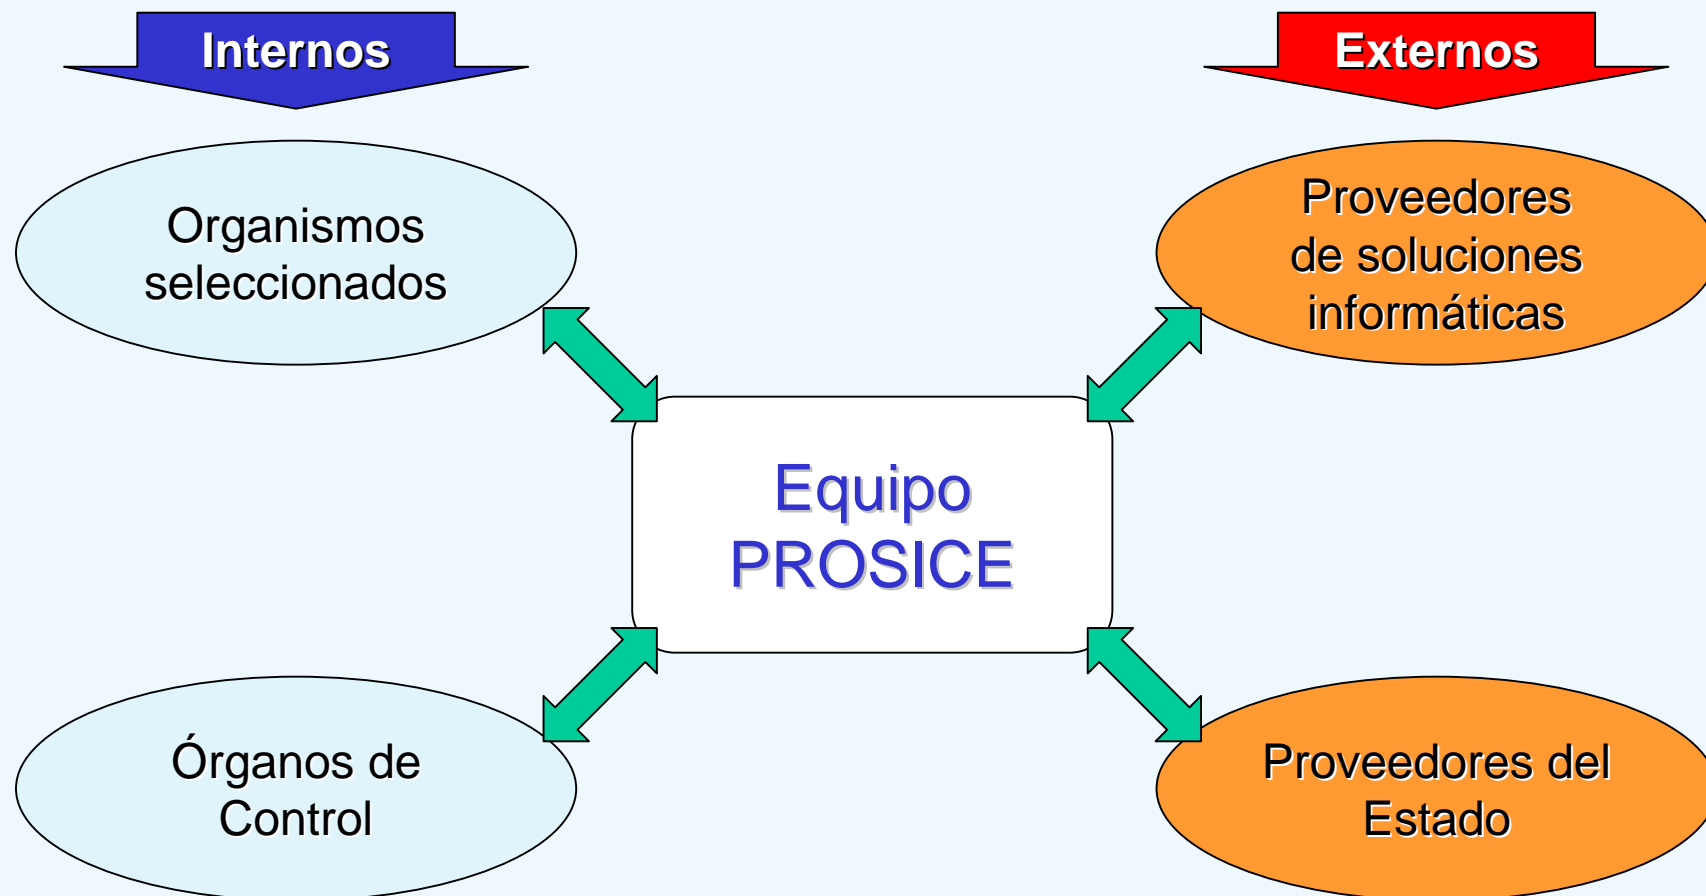 Internos
Externos
Organismos
seleccionados
Proveedores
de soluciones
informáticas
Equipo
PROSICE
Órganos de
Control
Proveedores del
Estado